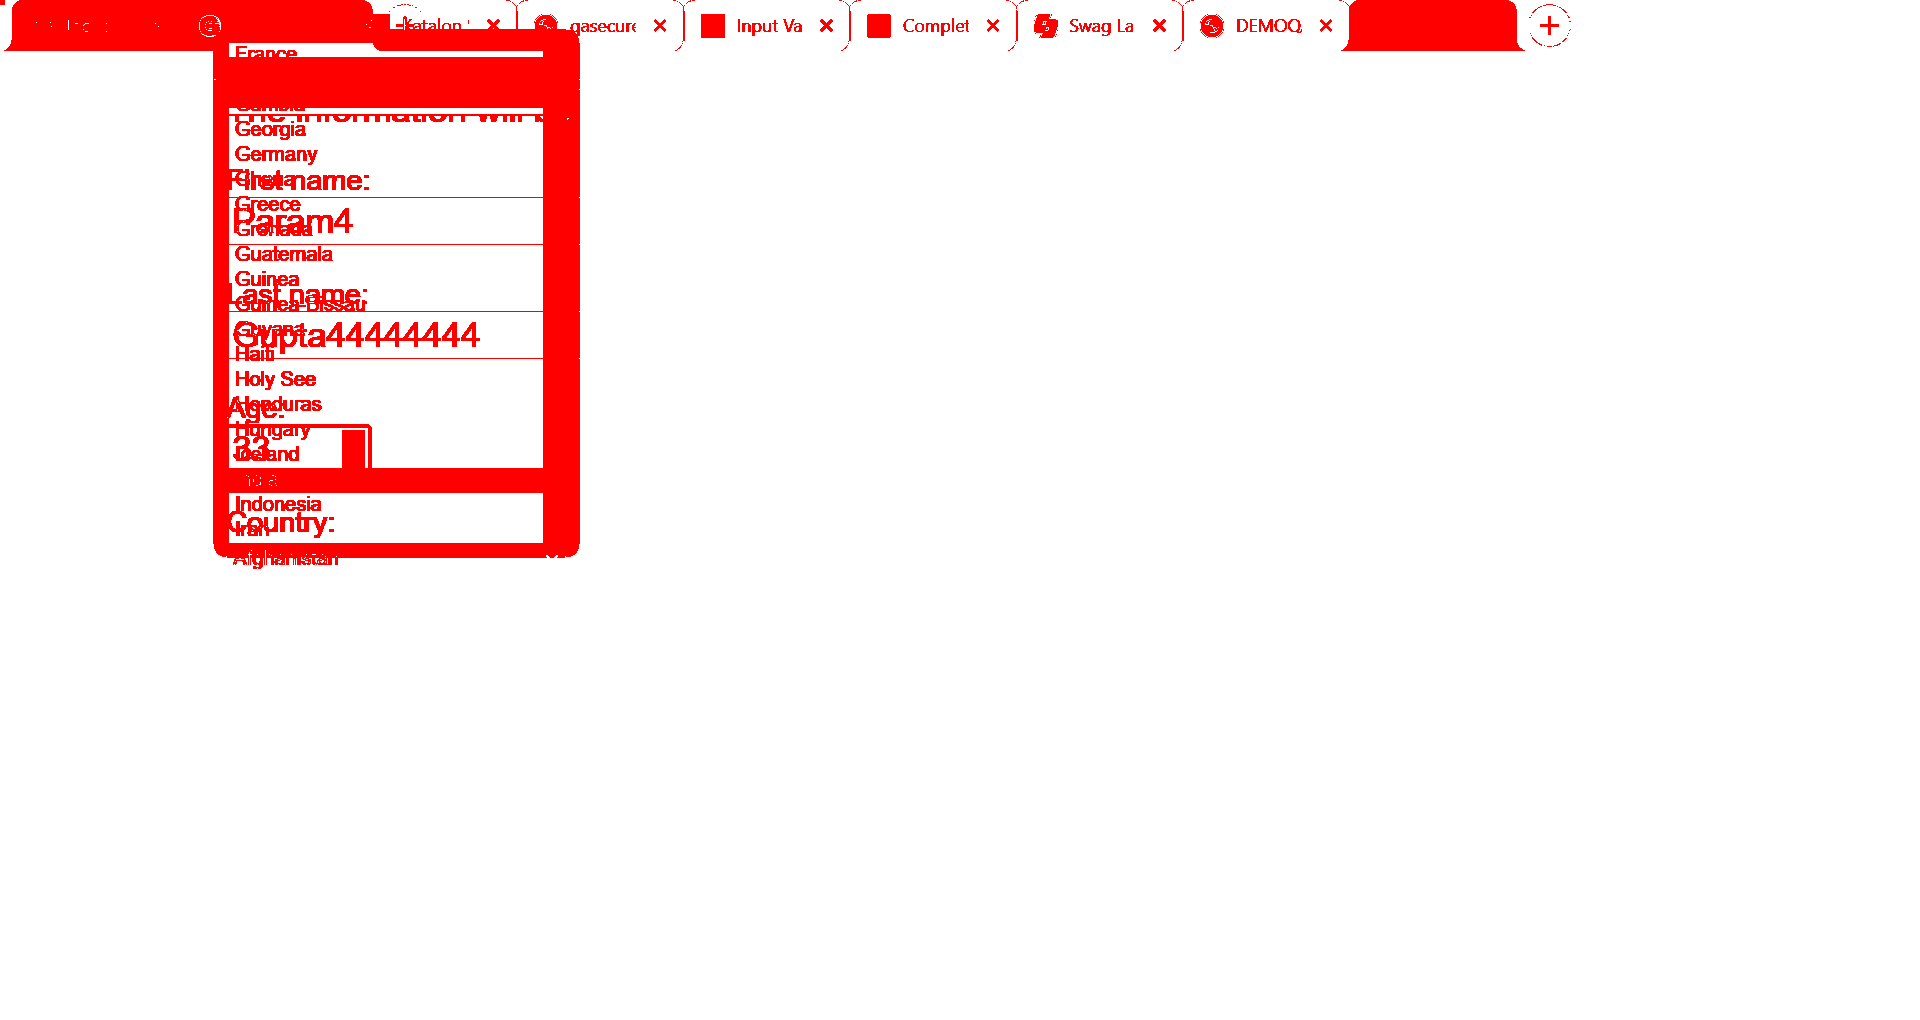 Katalon
qasecure
Input Va
Complet
Swag La
DEMOQ
France
Gambia
The information will b
Georgia
Germany
Ghana
First name:
Greece
Param4
Grenada
Guatemala
Guinea
Last name:
Guinea-Bissau
Guyana
Gupta44444444
Haiti
Holy See
Honduras
Age:
Hungary
33
Iceland
India
Indonesia
Country:
Iran
Afghanistan